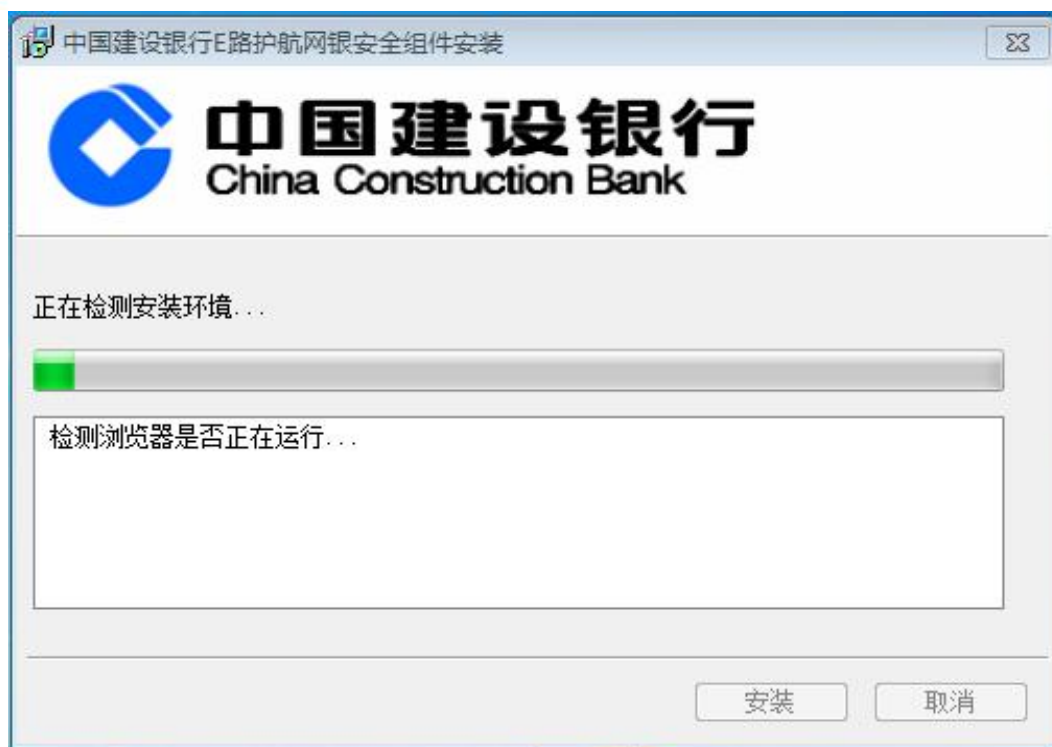 中国建设银行E路护航网银安全组件安装
中国建设银行
China Construction Bank
正在检测安装环境...
检测浏览器是否正在运行...
安装
取消